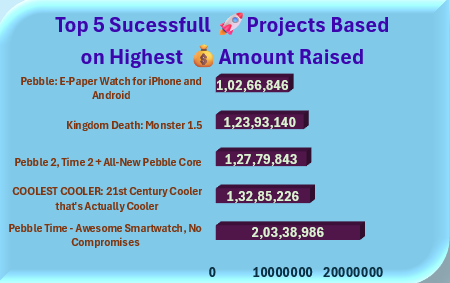 Top 5 Sucessfull 🚀 Projects Based
on Highest 💰 Amount Raised
Pebble: E-Paper Watch for iPhone and
Android
1,02,66,846
Kingdom Death: Monster 1.5
1,23,93,140
Pebble 2, Time 2 + All-New Pebble Core
1,27,79,843
COOLEST COOLER: 21st Century Cooler
that's Actually Cooler
1,32,85,226
Pebble Time - Awesome Smartwatch, No
Compromises
2,03,38,986
0 10000000 20000000